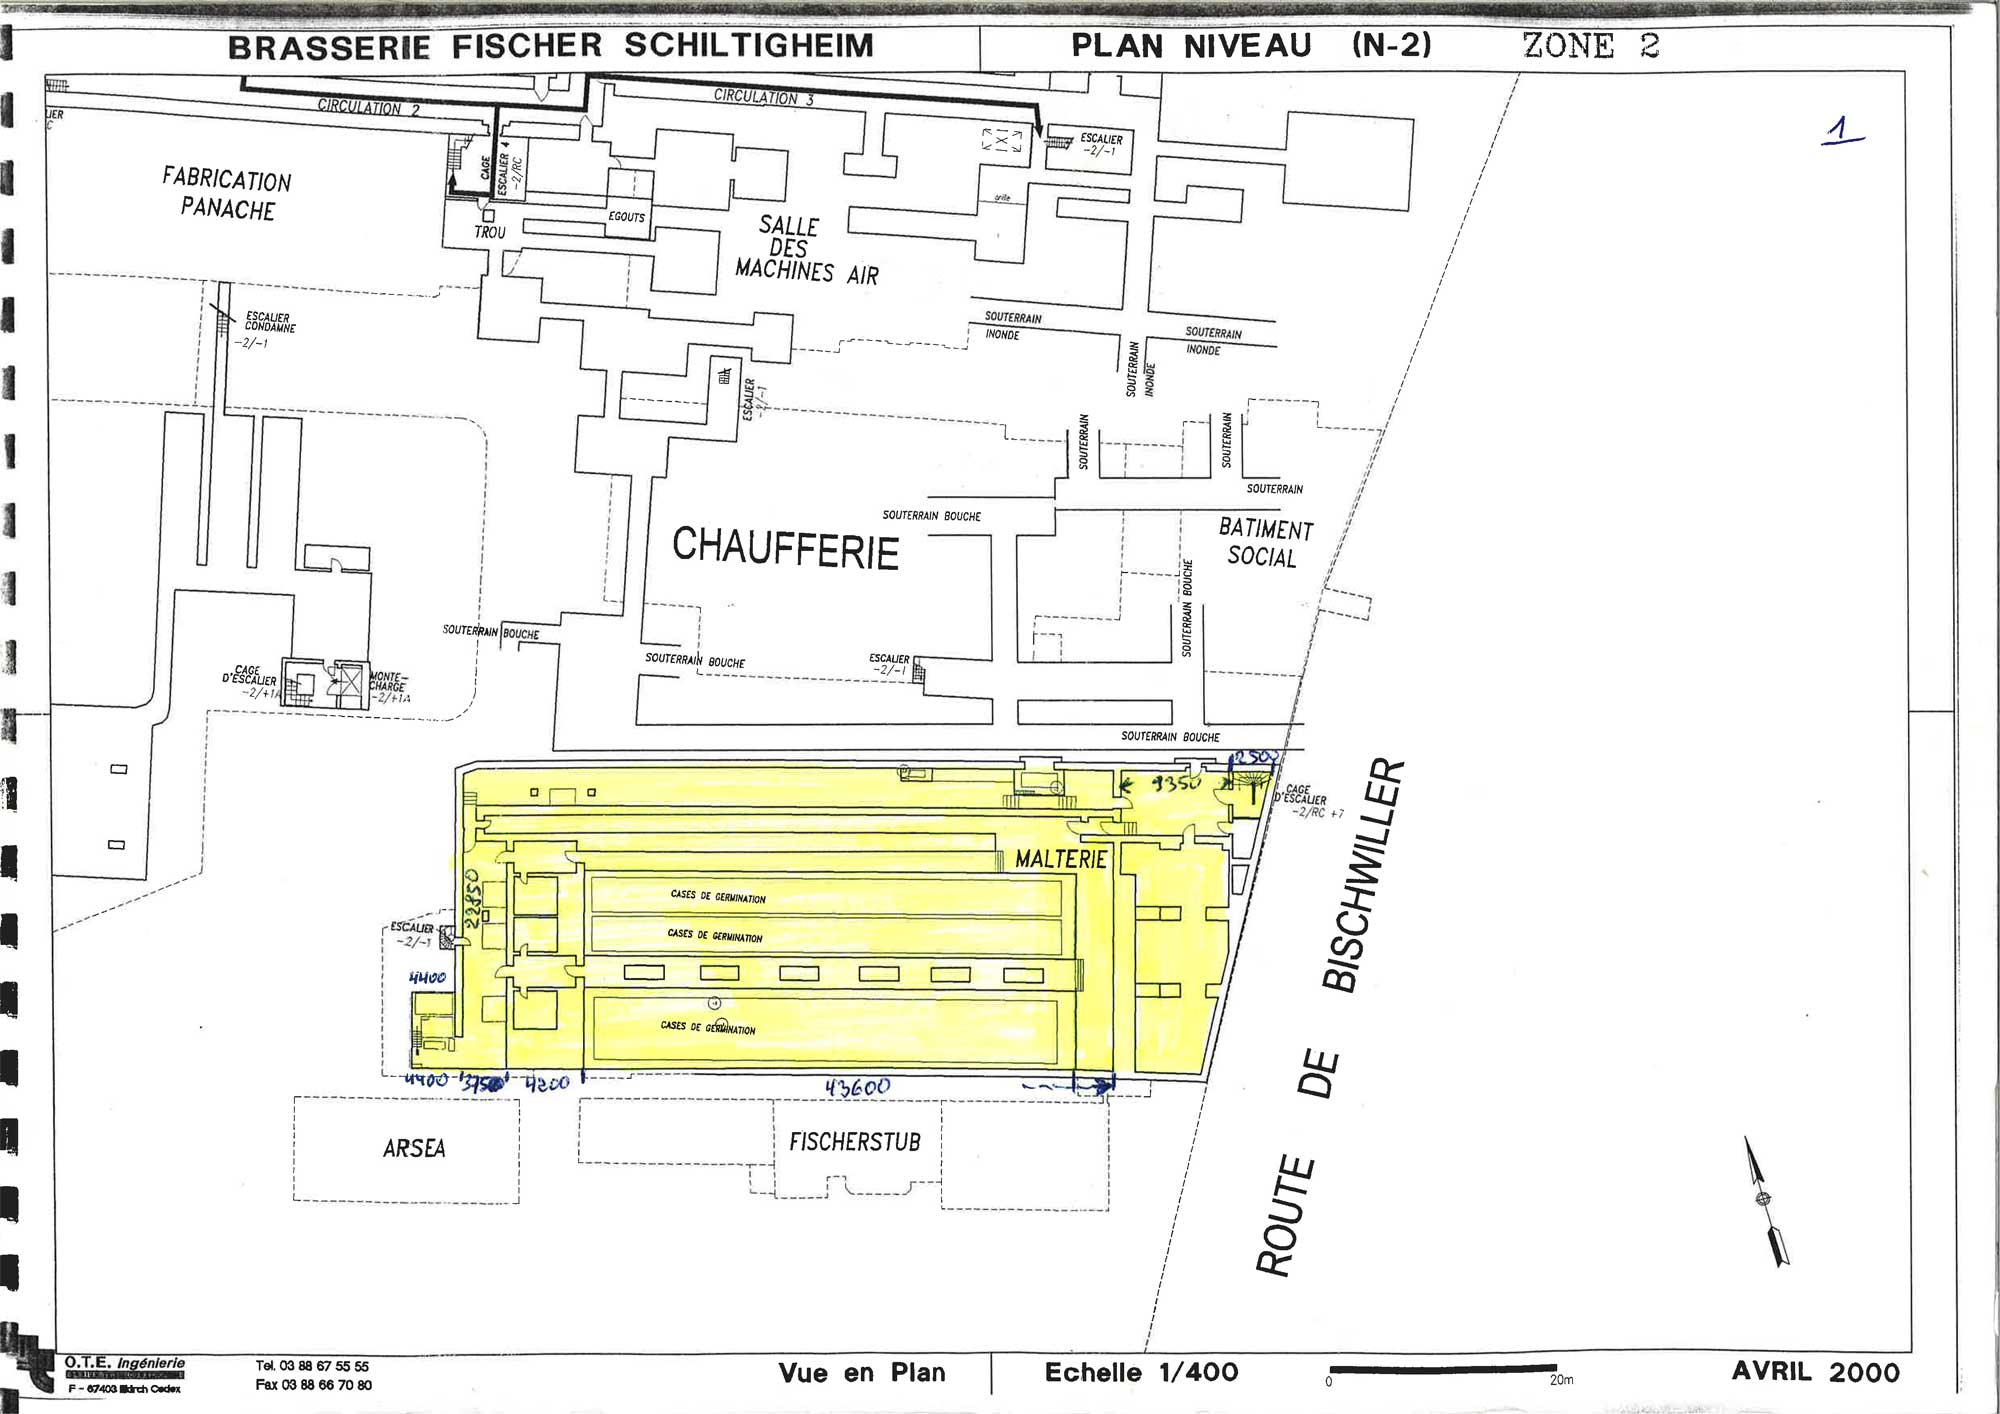 BRASSERIE FISCHER SCHILTIGHEIM
PLAN NIVEAU (N-2)
ZONE 2
1
CIRCULATION 2
CIRCULATION 3
FABRICATION
PANACHE
CAGE
ESCALIER 4
-2/RC
TROU
EGOUTS
SALLE
DES
MACHINES AIR
grille
ESCALIER
-2/-1
ESCALIER
CONDAMNE
-2/-1
SOUTERRAIN
INONDE
SOUTERRAIN
INONDE
SOUTERRAIN
INONDE
ESCALIER
-2/-1
SOUTERRAIN
SOUTERRAIN
SOUTERRAIN
SOUTERRAIN BOUCHE
CHAUFFERIE
BATIMENT
SOCIAL
SOUTERRAIN BOUCHE
SOUTERRAIN BOUCHE
SOUTERRAIN BOUCHE
ESCALIER
-2/-1
CAGE
D'ESCALIER
-2/+1A
MONTE-
CHARGE
-2/+1A
SOUTERRAIN BOUCHE
2500
9350
CAGE
D'ESCALIER
-2/RC +7
MALTERIE
22850
CASES DE GERMINATION
CASES DE GERMINATION
CASES DE GERMINATION
ESCALIER
-2/-1
4400
4400
3750
4200
43600
ARSEA
FISCHERSTUB
ROUTE DE BISCHWILLER
O.T.E. Ingénierie
Tel. 03 88 67 55 55
Fax 03 88 66 70 80
Vue en Plan
Echelle 1/400
0
20m
AVRIL 2000